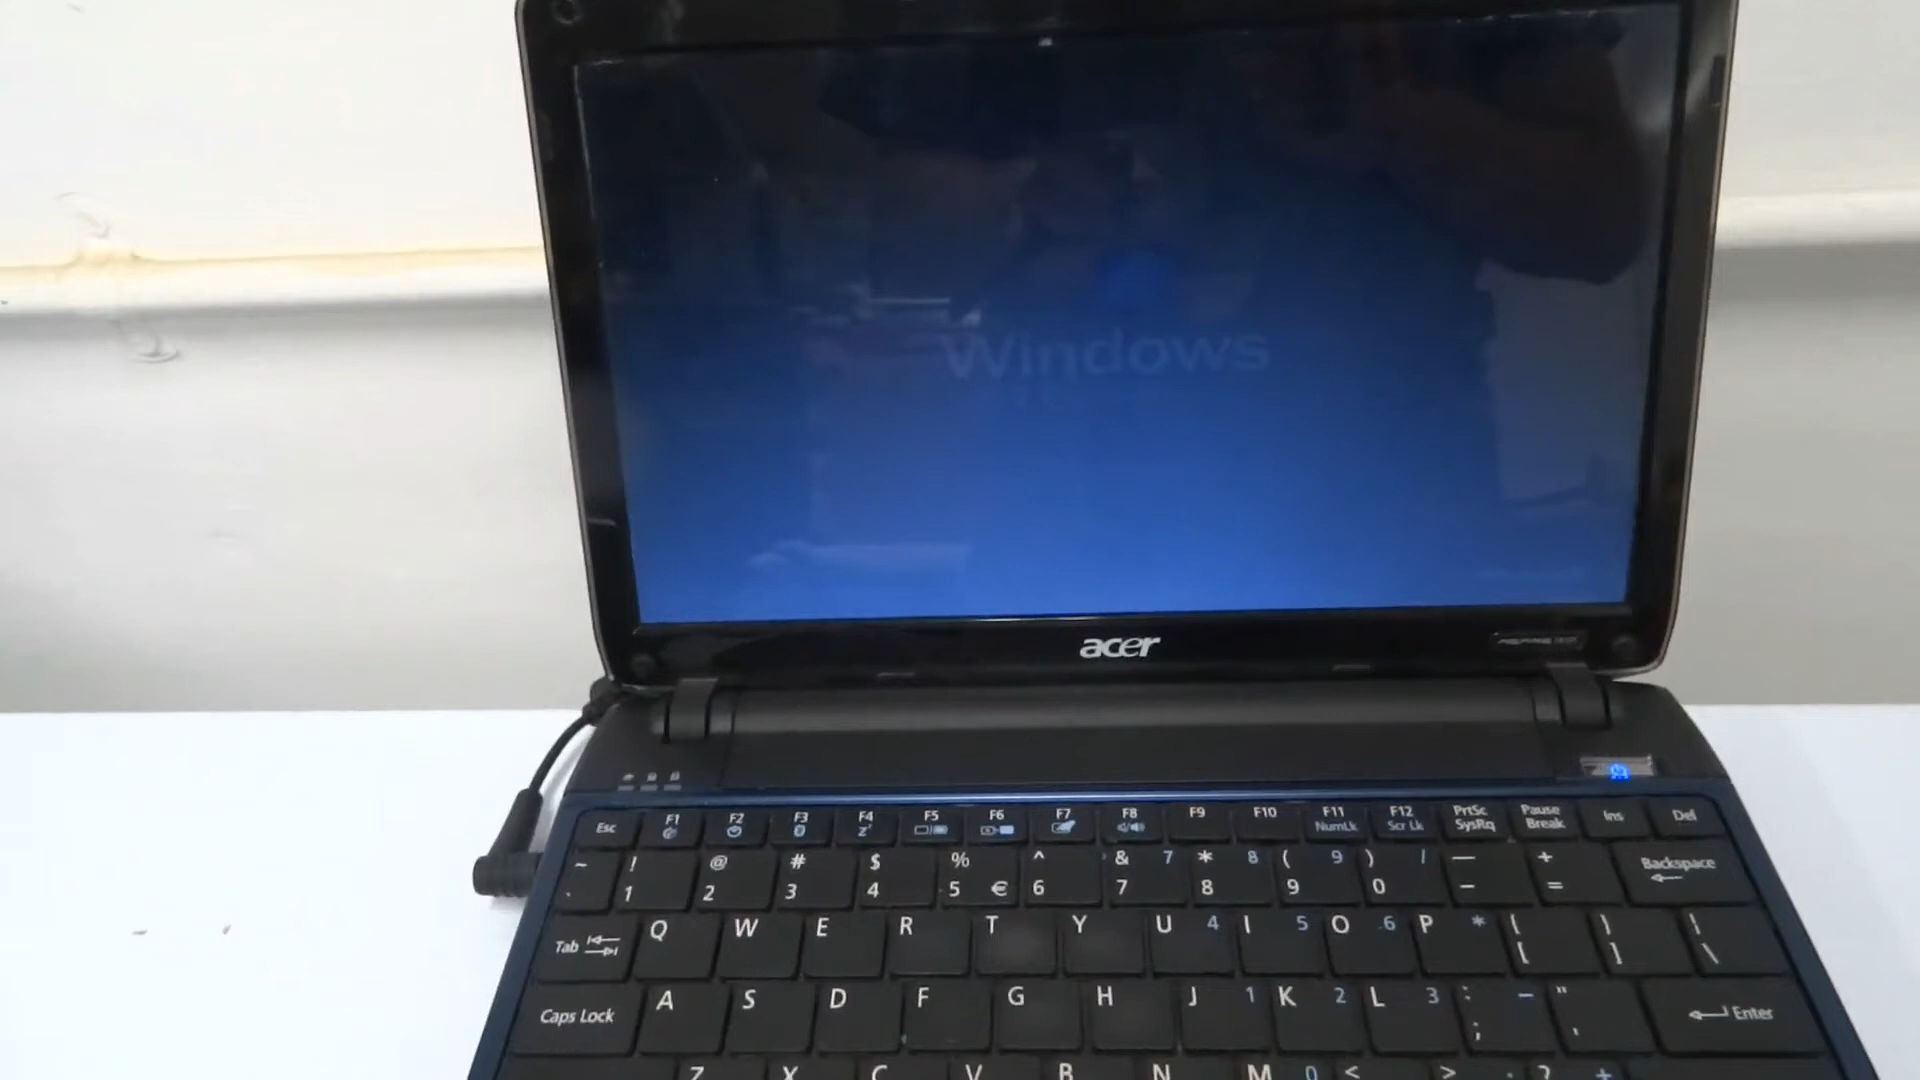 Windows
acer
Esc F1 F2 F3 F4 F5 F6 F7 F8 F9 F10 F11 F12 PrtSc Pause Ins Del
z NumLk Scr Lk SysRq Break
~ ! @ # $ % ^ & 7 * 8 ( 9 ) / — + Backspace
` 1 2 3 4 5 € 6 7 8 9 0 - =
Tab Q W E R T Y U 4 I 5 O 6 P * { } |
[ ] \
Caps Lock A S D F G H J 1 K 2 L 3 : - " Enter
; '
Z X C V B N M 0 < > . ? +